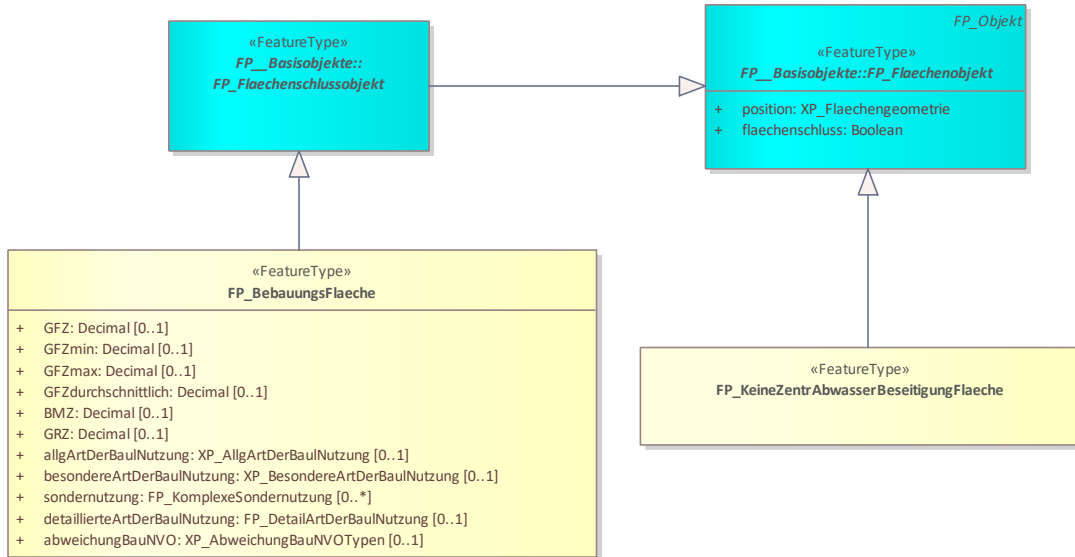 «FeatureType»
FP__Basisobjekte::
FP_Flaechenschlussobjekt
FP_Objekt
«FeatureType»
FP__Basisobjekte::FP_Flaechenobjekt
+ position: XP_Flaechengeometrie
+ flaechenschluss: Boolean
«FeatureType»
FP_BebauungsFlaeche
+ GFZ: Decimal [0..1]
+ GFZmin: Decimal [0..1]
+ GFZmax: Decimal [0..1]
+ GFZdurchschnittlich: Decimal [0..1]
+ BMZ: Decimal [0..1]
+ GRZ: Decimal [0..1]
+ allgArtDerBaulNutzung: XP_AllgArtDerBaulNutzung [0..1]
+ besondereArtDerBaulNutzung: XP_BesondereArtDerBaulNutzung [0..1]
+ sondernutzung: FP_KomplexeSondernutzung [0..*]
+ detaillierteArtDerBaulNutzung: FP_DetailArtDerBaulNutzung [0..1]
+ abweichungBauNVO: XP_AbweichungBauNVOTypen [0..1]
«FeatureType»
FP_KeineZentrAbwasserBeseitigungFlaeche